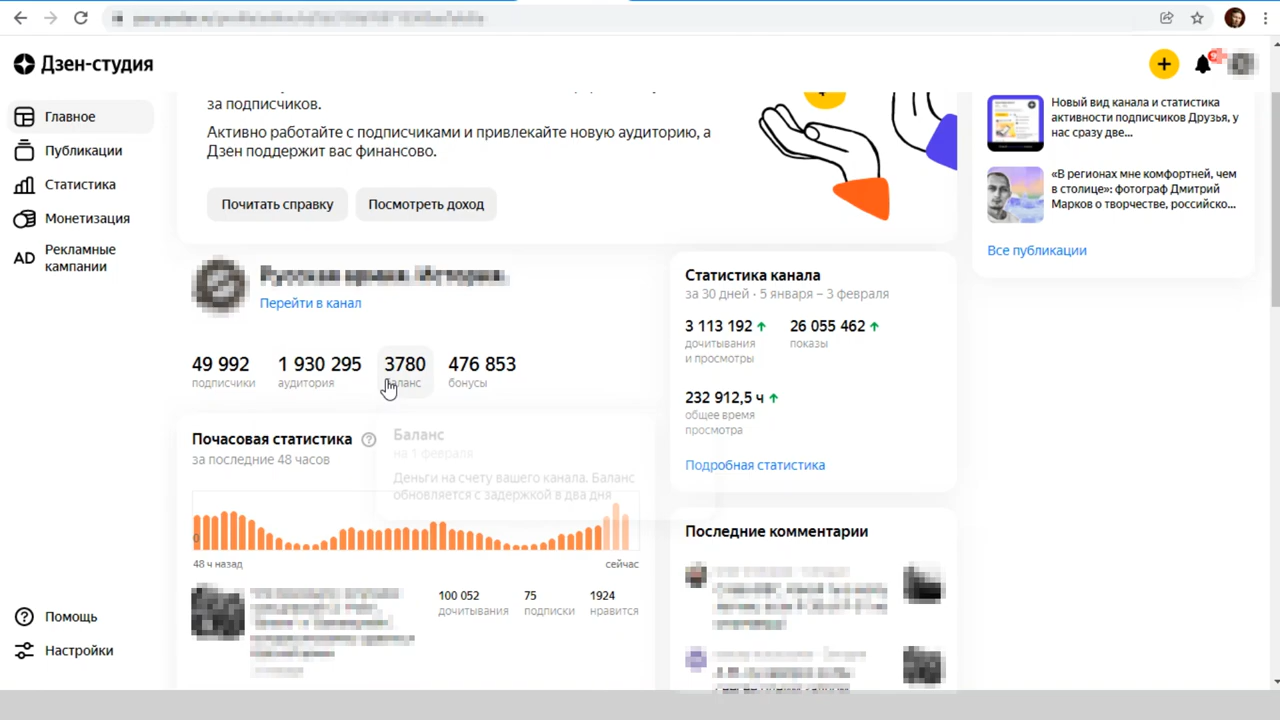 Дзен-студия
Главное
Публикации
Статистика
Монетизация
Рекламные
кампании
Помощь
Настройки
за подписчиков.
Активно работайте с подписчиками и привлекайте новую аудиторию, а
Дзен поддержит вас финансово.
Почитать справку
Посмотреть доход
Перейти в канал
49 992
подписчики
1 930 295
аудитория
3780
баланс
476 853
бонусы
Почасовая статистика
за последние 48 часов
Баланс
на 1 февраля
Деньги на счету вашего канала. Баланс
обновляется с задержкой в два дня
0
48 ч назад
сейчас
100 052
дочитывания
75
подписки
1924
нравится
Статистика канала
за 30 дней · 5 января – 3 февраля
3 113 192
дочитывания
и просмотры
26 055 462
показы
232 912,5 ч
общее время
просмотра
Подробная статистика
Последние комментарии
Новый вид канала и статистика
активности подписчиков Друзья, у
нас сразу две...
«В регионах мне комфортней, чем
в столице»: фотограф Дмитрий
Марков о творчестве, российско...
Все публикации